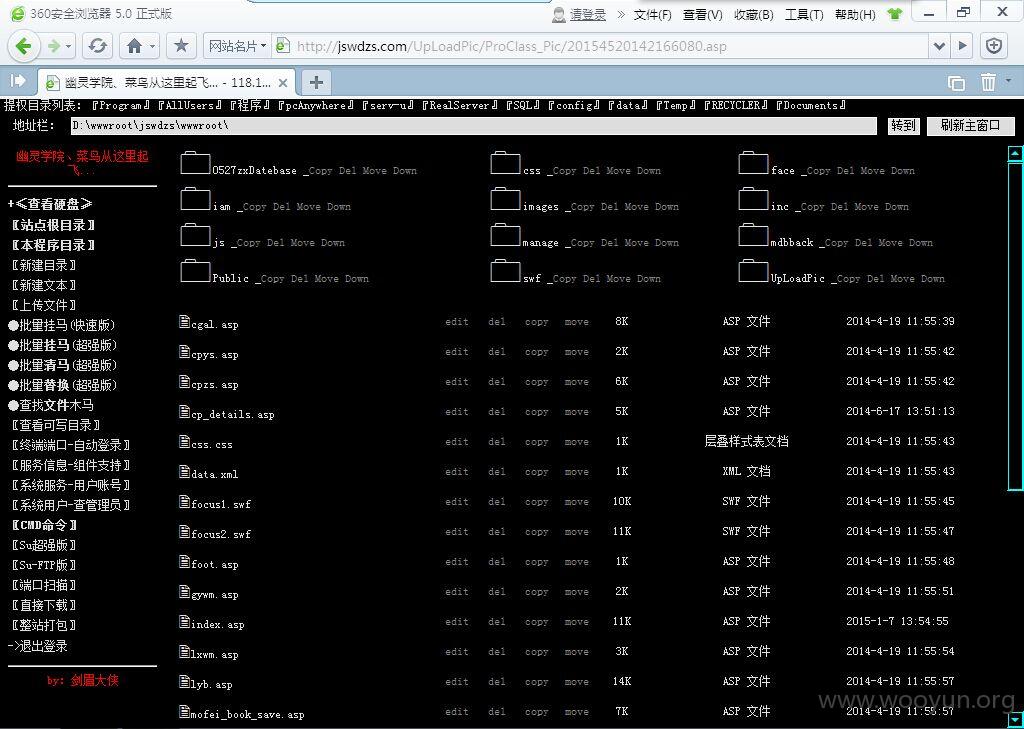 360安全浏览器 5.0 正式版
请登录 » 文件(F) 查看(V) 收藏(B) 工具(T) 帮助(H)
网址名片 http://jswdzs.com/UpLoadPic/ProClass_Pic/20154520142166080.asp
幽灵学院、菜鸟从这里起飞... - 118.1...
提权目录列表: 『Program』『AllUsers』『程序』『pcAnywhere』『serv-u』『RealServer』『SQL』『config』『data』『Temp』『RECYCLER』『Documents』
地址栏: D:\wwwroot\jswdzs\wwwroot\ 转到 刷新主窗口
幽灵学院、菜鸟从这里起飞...
+<查看硬盘>
〖站点根目录〗
〖本程序目录〗
〖新建目录〗
〖新建文本〗
〖上传文件〗
●批量挂马(快速版)
●批量挂马(超强版)
●批量清马(超强版)
●批量替换(超强版)
●查找文件木马
〖查看可写目录〗
〖终端端口-自动登录〗
〖服务信息-组件支持〗
〖系统服务-用户账号〗
〖系统用户-查管理员〗
〖CMD命令〗
〖Su超强版〗
〖Su-FTP版〗
〖端口扫描〗
〖直接下载〗
〖整站打包〗
->退出登录
by: 剑眉大侠
0527zxDatebase _Copy Del Move Down css _Copy Del Move Down face _Copy Del Move Down
iam _Copy Del Move Down images _Copy Del Move Down inc _Copy Del Move Down
js _Copy Del Move Down manage _Copy Del Move Down mdbback _Copy Del Move Down
Public _Copy Del Move Down swf _Copy Del Move Down UpLoadPic _Copy Del Move Down
cgal.asp edit del copy move 8K ASP 文件 2014-4-19 11:55:39
cpys.asp edit del copy move 2K ASP 文件 2014-4-19 11:55:42
cpzs.asp edit del copy move 6K ASP 文件 2014-4-19 11:55:42
cp_details.asp edit del copy move 5K ASP 文件 2014-6-17 13:51:13
css.css edit del copy move 1K 层叠样式表文档 2014-4-19 11:55:43
data.xml edit del copy move 1K XML 文档 2014-4-19 11:55:43
focus1.swf edit del copy move 10K SWF 文件 2014-4-19 11:55:45
focus2.swf edit del copy move 11K SWF 文件 2014-4-19 11:55:47
foot.asp edit del copy move 1K ASP 文件 2014-4-19 11:55:48
gywm.asp edit del copy move 2K ASP 文件 2014-4-19 11:55:51
index.asp edit del copy move 11K ASP 文件 2015-1-7 13:54:55
lxwm.asp edit del copy move 3K ASP 文件 2014-4-19 11:55:54
lyb.asp edit del copy move 14K ASP 文件 2014-4-19 11:55:57
mofei_book_save.asp edit del copy move 7K ASP 文件 2014-4-19 11:55:57
www.wooyun.org